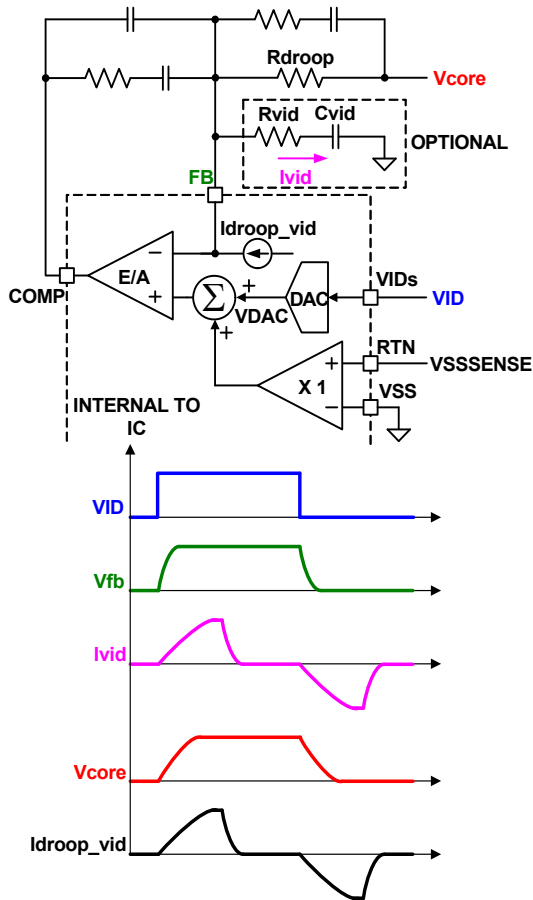 Rdroop
Vcore
Rvid
Cvid
OPTIONAL
Ivid
FB
Idroop_vid
E/A
−
+
COMP
Σ
+
+
VDAC
DAC
VIDs
VID
RTN
VSSSENSE
X 1
+
−
VSS
INTERNAL TO
IC
VID
Vfb
Ivid
Vcore
Idroop_vid